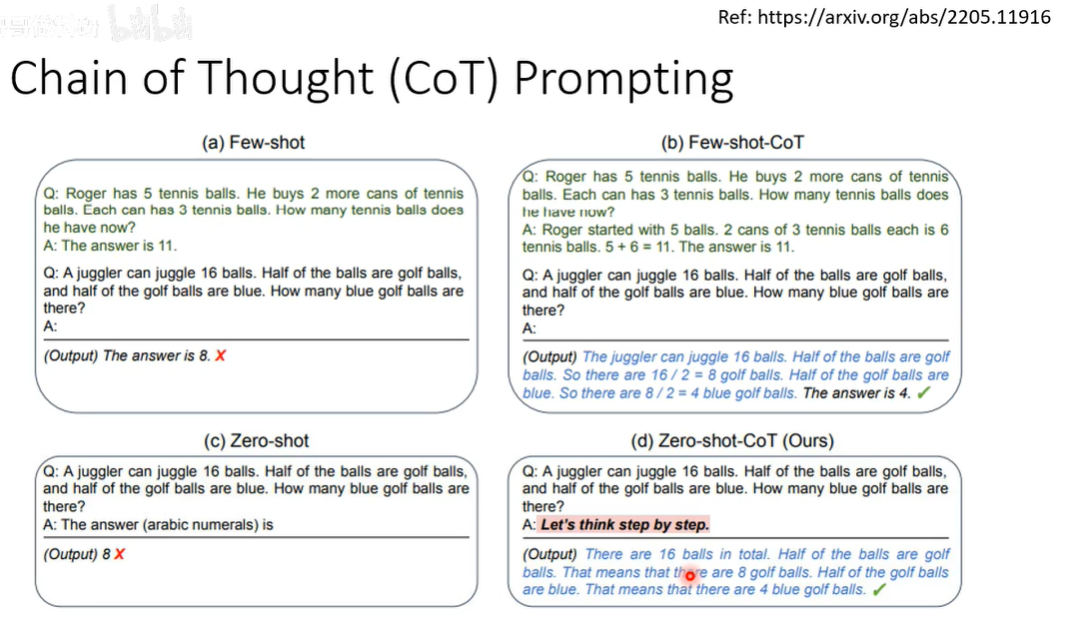 Ref: https://arxiv.org/abs/2205.11916
Chain of Thought (CoT) Prompting
(a) Few-shot
Q: Roger has 5 tennis balls. He buys 2 more cans of tennis
balls. Each can has 3 tennis balls. How many tennis balls does
he have now?
A: The answer is 11.
Q: A juggler can juggle 16 balls. Half of the balls are golf balls,
and half of the golf balls are blue. How many blue golf balls are
there?
A:
(Output) The answer is 8. X
(b) Few-shot-CoT
Q: Roger has 5 tennis balls. He buys 2 more cans of tennis
balls. Each can has 3 tennis balls. How many tennis balls does
he have now?
A: Roger started with 5 balls. 2 cans of 3 tennis balls each is 6
tennis balls. 5 + 6 = 11. The answer is 11.
Q: A juggler can juggle 16 balls. Half of the balls are golf balls,
and half of the golf balls are blue. How many blue golf balls are
there?
A:
(Output) The juggler can juggle 16 balls. Half of the balls are golf
balls. So there are 16 / 2 = 8 golf balls. Half of the golf balls are
blue. So there are 8 / 2 = 4 blue golf balls. The answer is 4. ✓
(c) Zero-shot
Q: A juggler can juggle 16 balls. Half of the balls are golf balls,
and half of the golf balls are blue. How many blue golf balls are
there?
A: The answer (arabic numerals) is
(Output) 8 X
(d) Zero-shot-CoT (Ours)
Q: A juggler can juggle 16 balls. Half of the balls are golf balls,
and half of the golf balls are blue. How many blue golf balls are
there?
A: Let's think step by step.
(Output) There are 16 balls in total. Half of the balls are golf
balls. That means that there are 8 golf balls. Half of the golf balls
are blue. That means that there are 4 blue golf balls. ✓